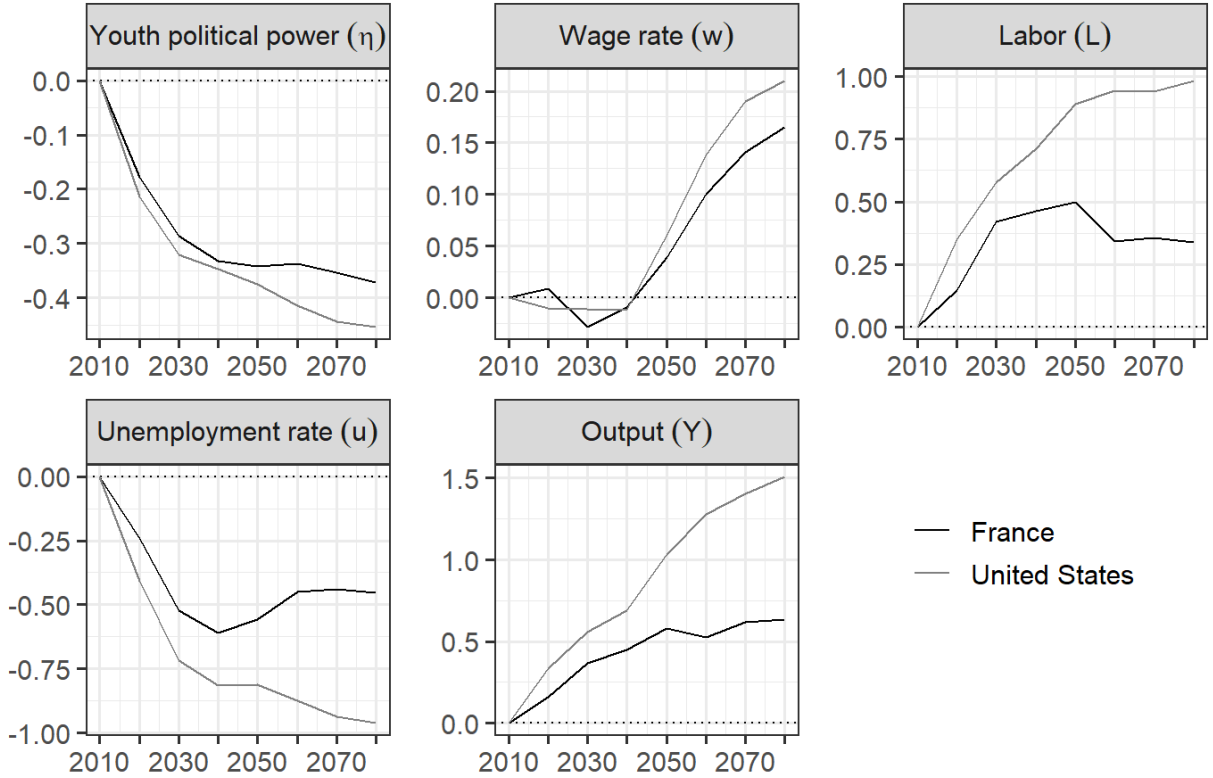 Youth political power (η)
0.0
-0.1
-0.2
-0.3
-0.4
2010 2030 2050 2070
Wage rate (w)
0.20
0.15
0.10
0.05
0.00
2010 2030 2050 2070
Labor (L)
1.00
0.75
0.50
0.25
0.00
2010 2030 2050 2070
Unemployment rate (u)
0.00
-0.25
-0.50
-0.75
-1.00
2010 2030 2050 2070
Output (Y)
1.5
1.0
0.5
0.0
2010 2030 2050 2070
France
United States